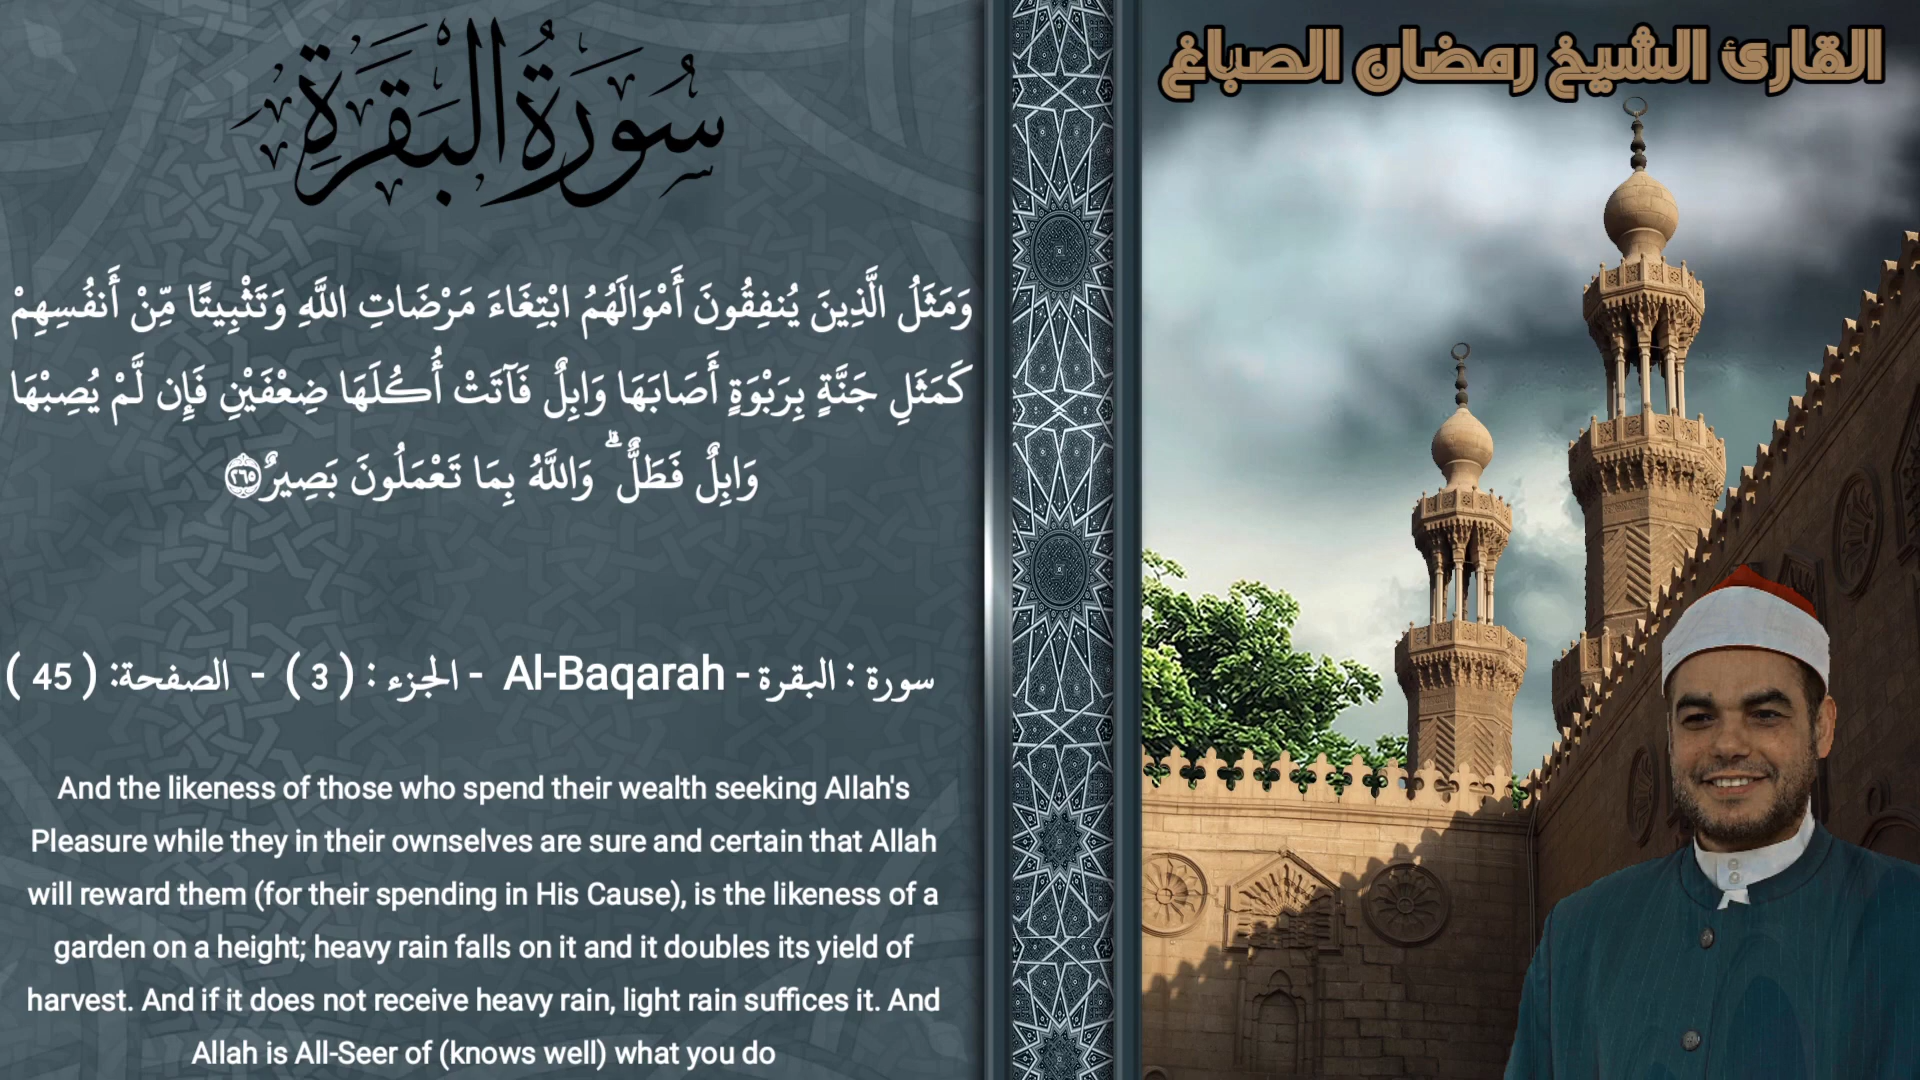 سُورَةُ الْبَقَرَةِ
القارئ الشيخ رمضان الصباغ
وَمَثَلُ الَّذِينَ يُنفِقُونَ أَمْوَالَهُمُ ابْتِغَاءَ مَرْضَاتِ اللَّهِ وَتَثْبِيتًا مِّنْ أَنفُسِهِمْ
كَمَثَلِ جَنَّةٍ بِرَبْوَةٍ أَصَابَهَا وَابِلٌ فَآتَتْ أُكُلَهَا ضِعْفَيْنِ فَإِن لَّمْ يُصِبْهَا
وَابِلٌ فَطَلٌّ ۗ وَاللَّهُ بِمَا تَعْمَلُونَ بَصِيرٌ ٢٦٥
سورة : البقرة - Al-Baqarah - الجزء : ( 3 ) - الصفحة: ( 45 )
And the likeness of those who spend their wealth seeking Allah's
Pleasure while they in their ownselves are sure and certain that Allah
will reward them (for their spending in His Cause), is the likeness of a
garden on a height; heavy rain falls on it and it doubles its yield of
harvest. And if it does not receive heavy rain, light rain suffices it. And
Allah is All-Seer of (knows well) what you do